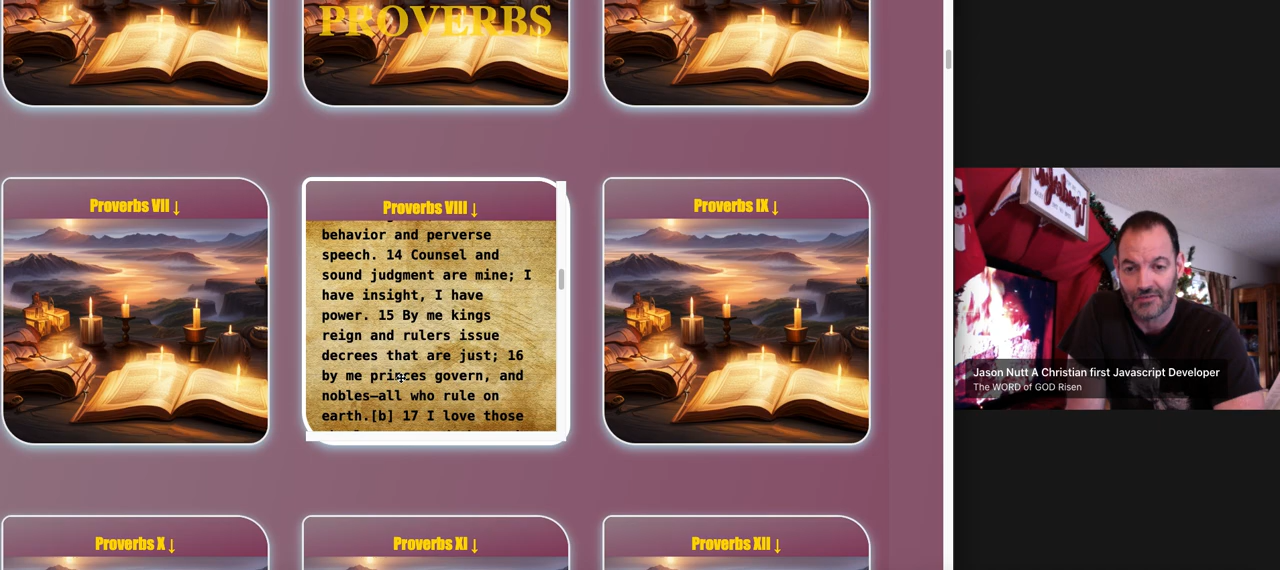 PROVERBS
Proverbs VII ↓
Proverbs VIII ↓
Proverbs IX ↓
behavior and perverse
speech. 14 Counsel and
sound judgment are mine; I
have insight, I have
power. 15 By me kings
reign and rulers issue
decrees that are just; 16
by me princes govern, and
nobles—all who rule on
earth.[b] 17 I love those
Proverbs X ↓
Proverbs XI ↓
Proverbs XII ↓
Jason Nutt A Christian first Javascript Developer
The WORD of GOD Risen